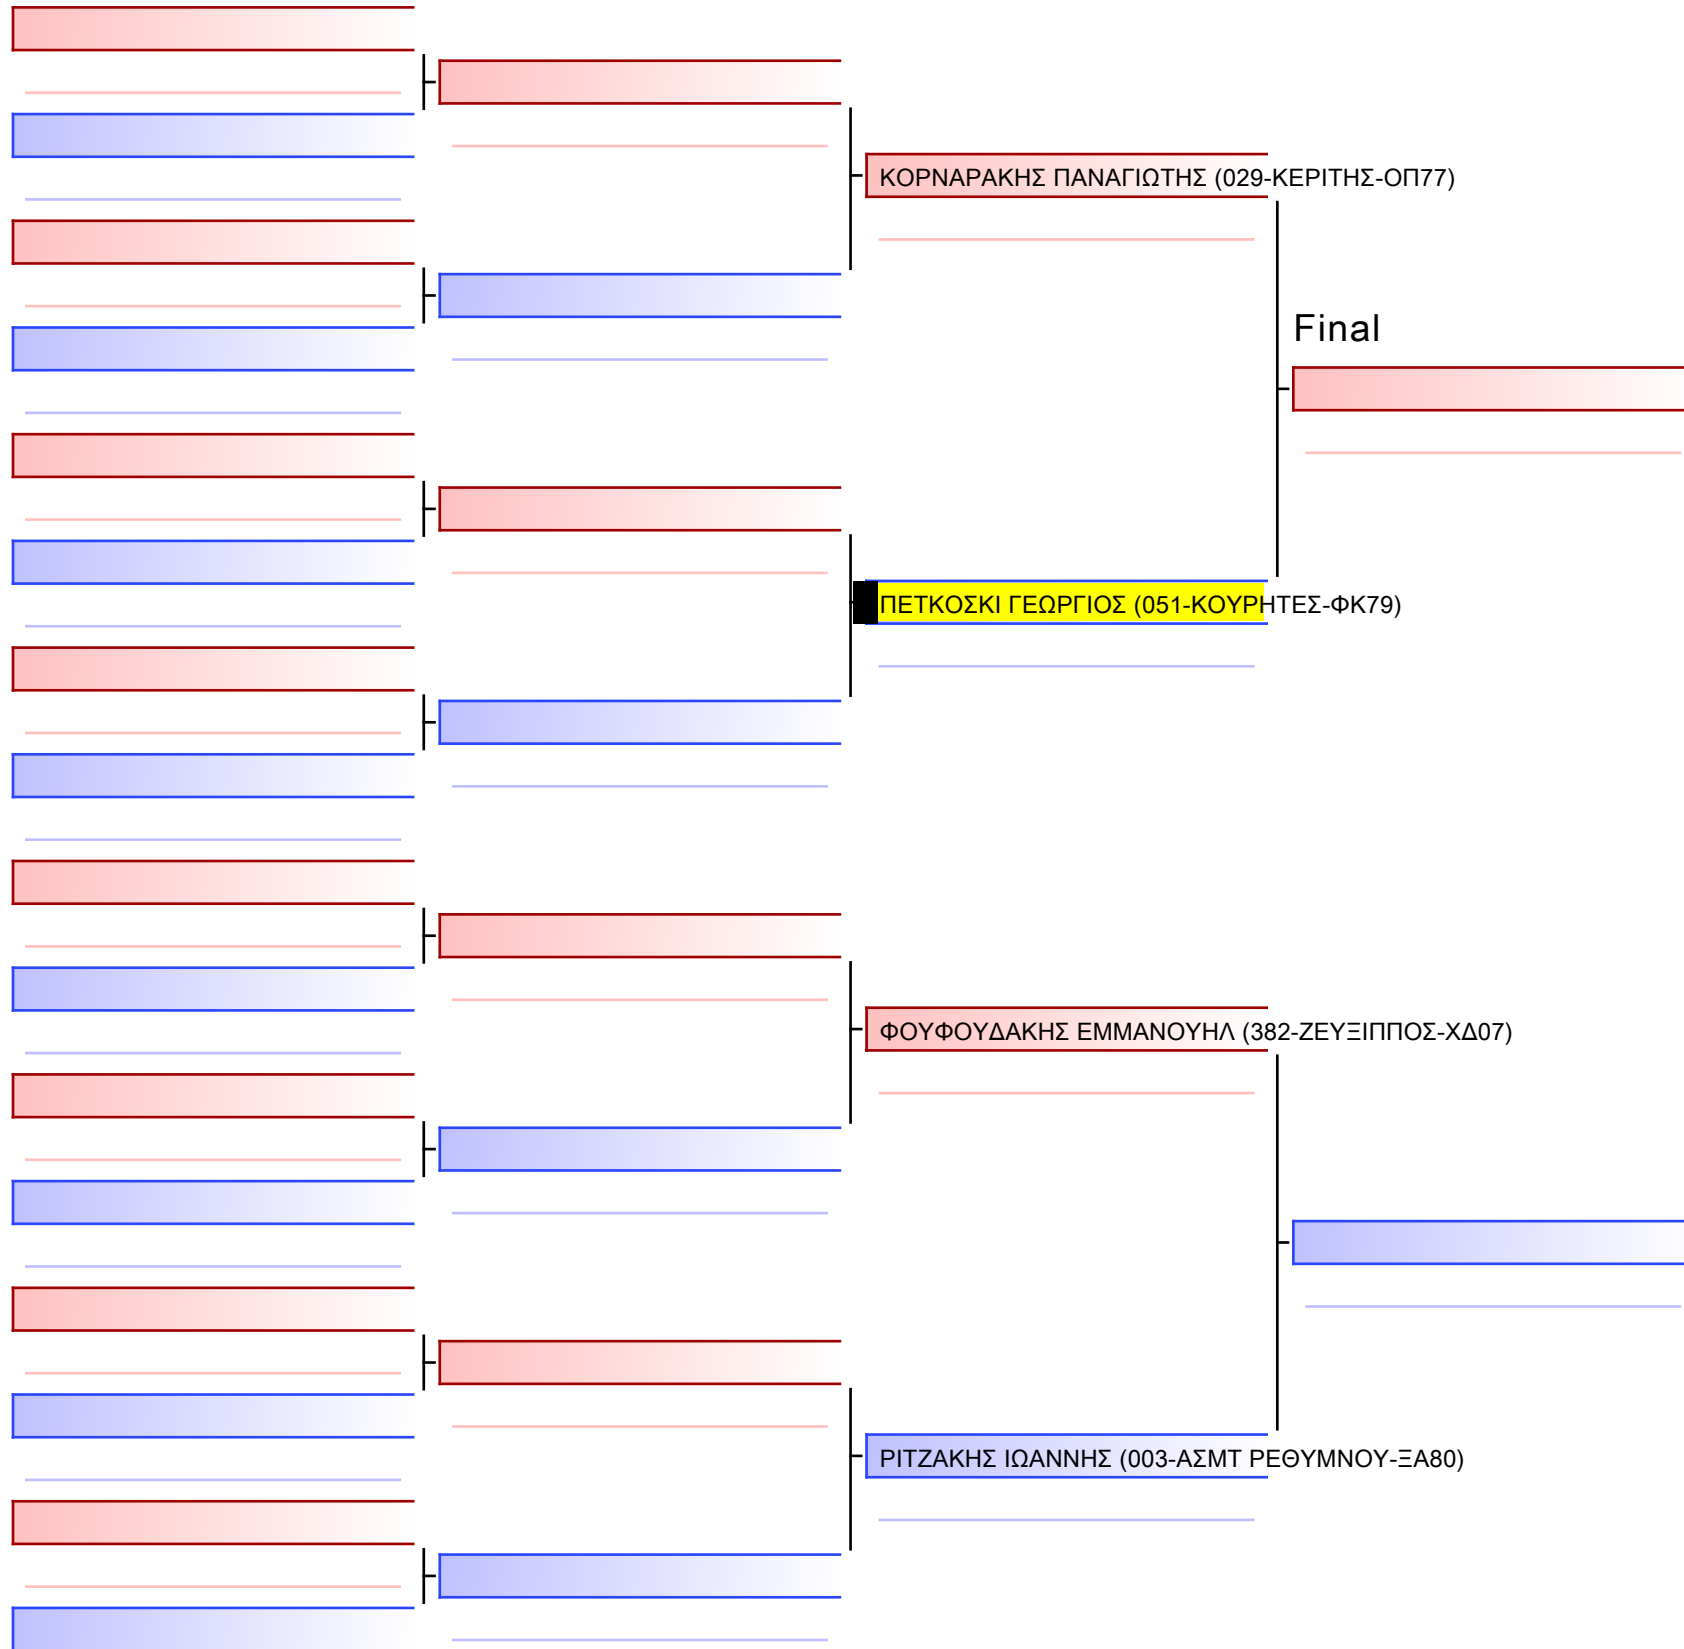 ΚΟΡΝΑΡΑΚΗΣ ΠΑΝΑΓΙΩΤΗΣ (029-ΚΕΡΙΤΗΣ-ΟΠ77)
Final
ΠΕΤΚΟΣΚΙ ΓΕΩΡΓΙΟΣ (051-ΚΟΥΡΗΤΕΣ-ΦΚ79)
ΦΟΥΦΟΥΔΑΚΗΣ ΕΜΜΑΝΟΥΗΛ (382-ΖΕΥΞΙΠΠΟΣ-ΧΔ07)
ΡΙΤΖΑΚΗΣ ΙΩΑΝΝΗΣ (003-ΑΣΜΤ ΡΕΘΥΜΝΟΥ-ΞΑ80)